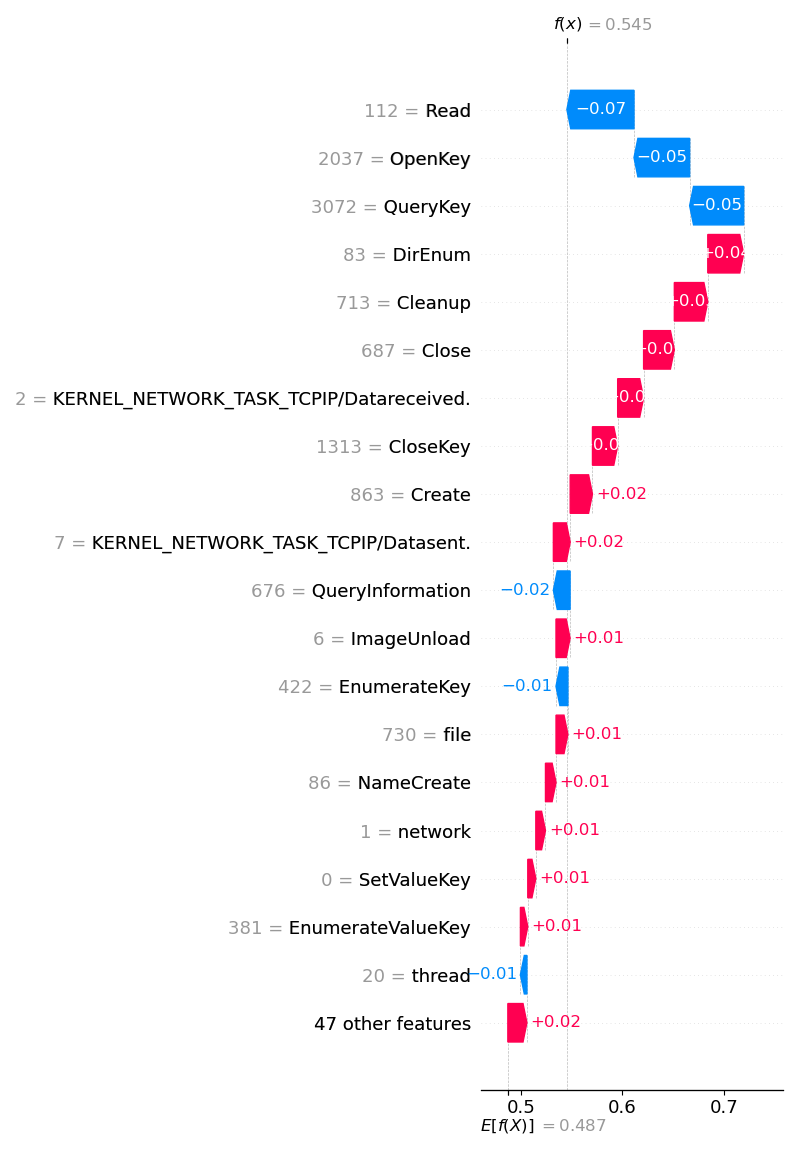 f(x) = 0.545
112 = Read −0.07
2037 = OpenKey −0.05
3072 = QueryKey −0.05
83 = DirEnum
713 = Cleanup
687 = Close
2 = KERNEL_NETWORK_TASK_TCPIP/Datareceived.
1313 = CloseKey
863 = Create +0.02
7 = KERNEL_NETWORK_TASK_TCPIP/Datasent. +0.02
676 = QueryInformation −0.02
6 = ImageUnload +0.01
422 = EnumerateKey −0.01
730 = file +0.01
86 = NameCreate +0.01
1 = network +0.01
0 = SetValueKey +0.01
381 = EnumerateValueKey +0.01
20 = thread −0.01
47 other features +0.02
0.5 0.6 0.7
E[f(X)] = 0.487